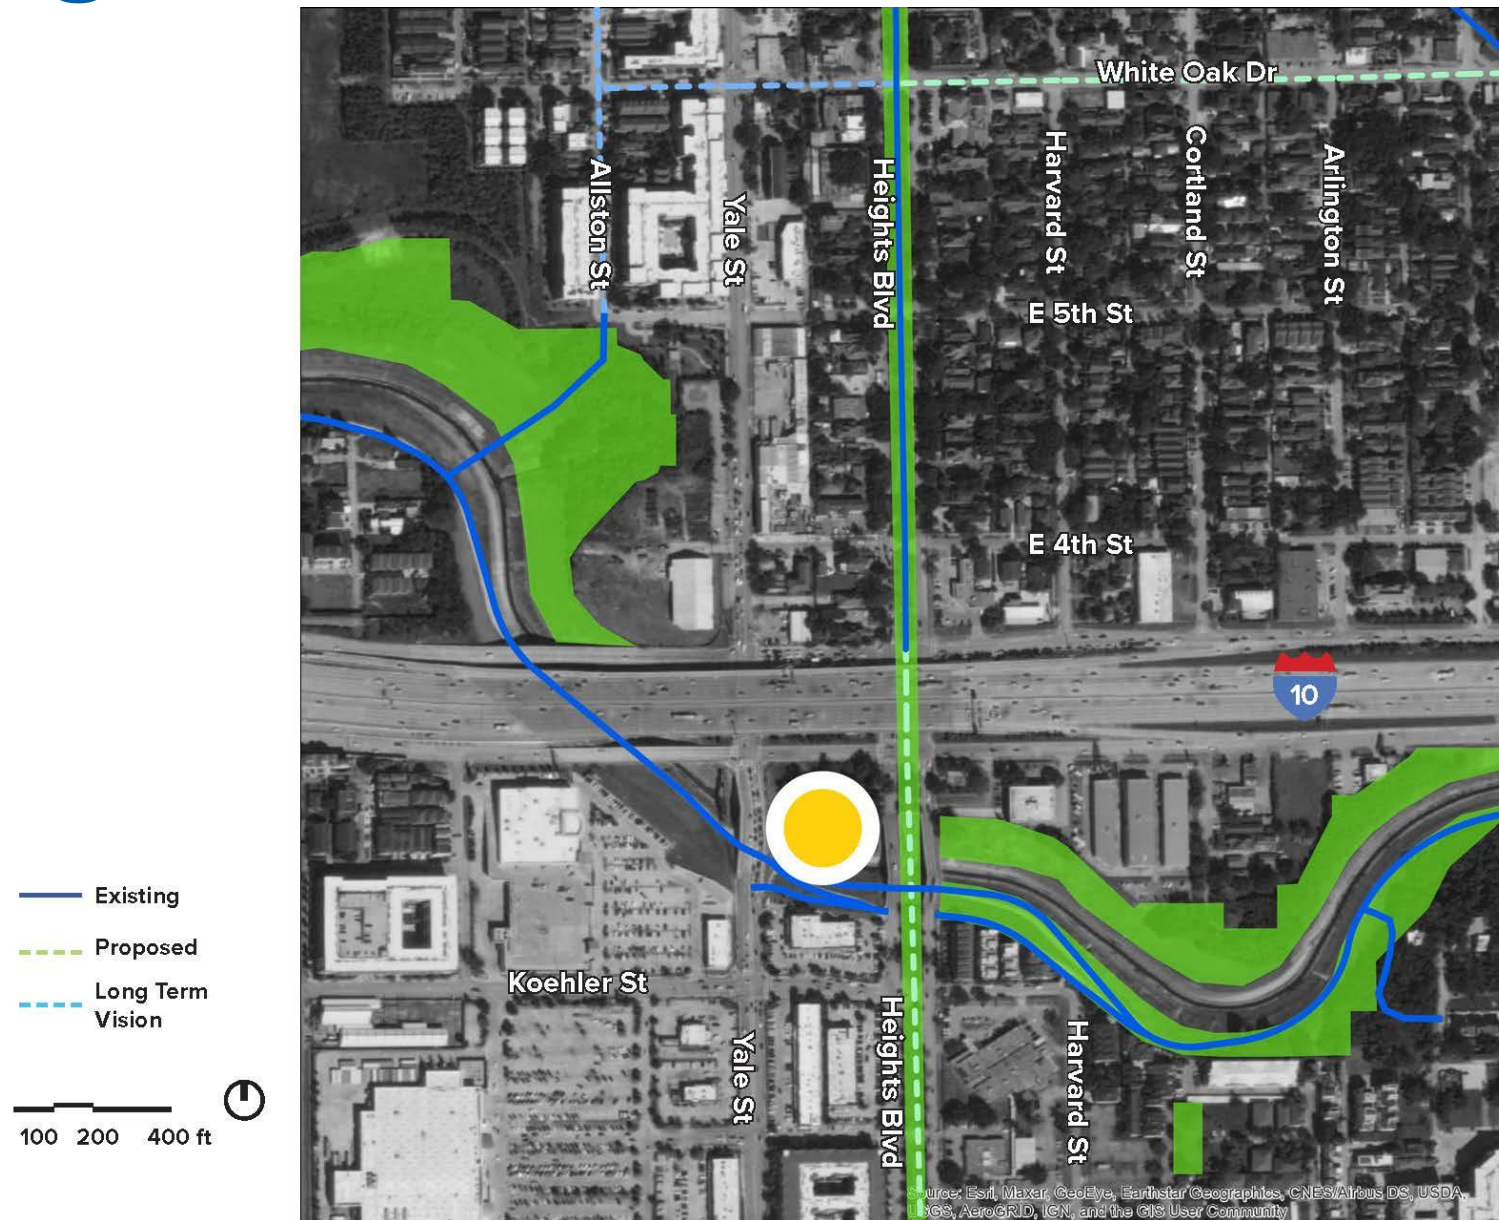 White Oak Dr
Allston St
Yale St
Heights Blvd
Harvard St
Cortland St
Arlington St
E 5th St
E 4th St
10
Existing
Proposed
Long Term
Vision
Koehler St
Yale St
Heights Blvd
Harvard St
100 200 400 ft
Source: Esri, Maxar, GeoEye, Earthstar Geographics, CNES/Airbus DS, USDA,
USGS, AeroGRID, IGN, and the GIS User Community